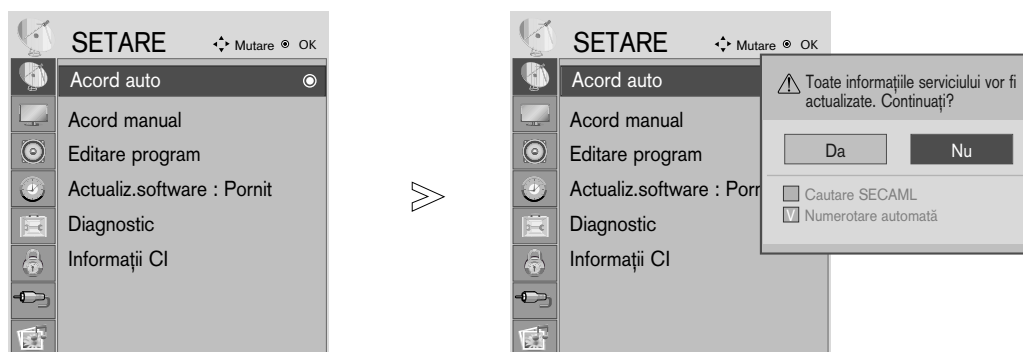 SETARE Mutare OK
Acord auto
Acord manual
Editare program
Actualiz.software : Pornit
Diagnostic
Informații CI
SETARE Mutare OK
Acord auto
Acord manual
Editare program
Actualiz.software : Porr
Diagnostic
Informații CI
Toate informațiile serviciului vor fi
actualizate. Continuați?
Da Nu
Cautare SECAML
V Numerotare automată